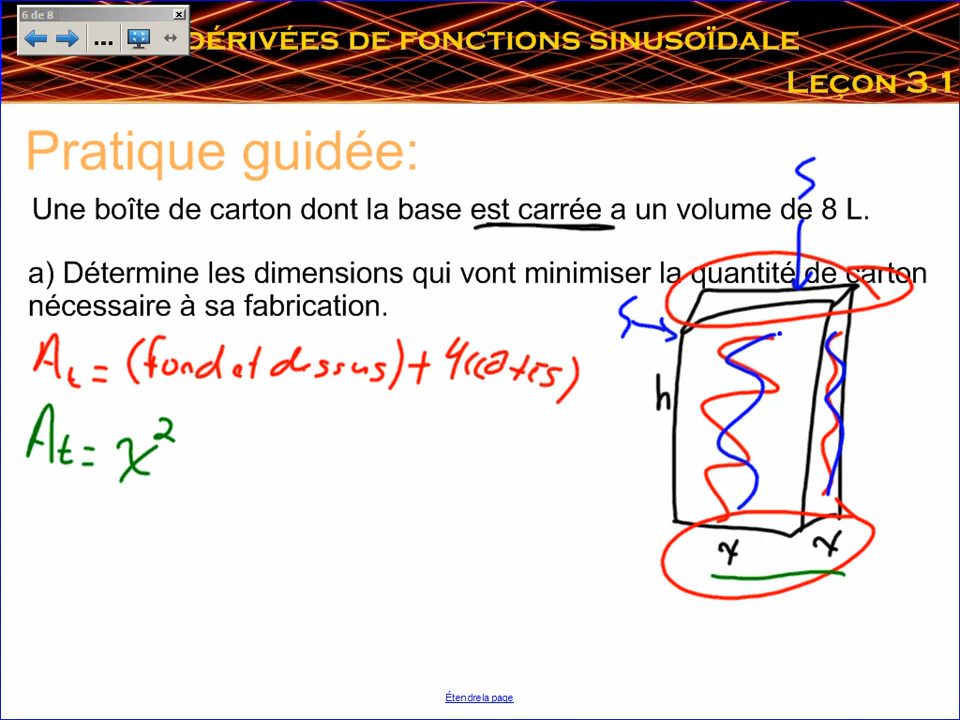 6 de 8
DÉRIVÉES DE FONCTIONS SINUSOÏDALE
LEÇON 3.1
Pratique guidée:
Une boîte de carton dont la base est carrée a un volume de 8 L.
a) Détermine les dimensions qui vont minimiser la quantité de carton
nécessaire à sa fabrication.
At = (fond et dessus) + 4(côtés)
At = x²
h
x x
Étendre la page